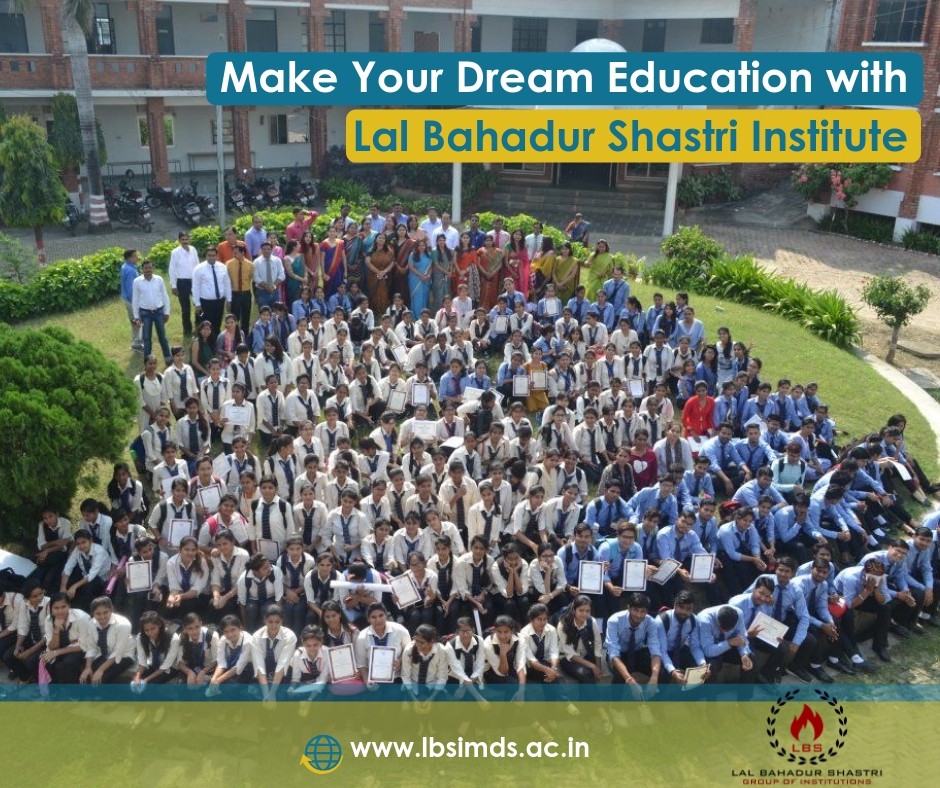 Make Your Dream Education with
Lal Bahadur Shastri Institute
www.lbsimds.ac.in
LBS
LAL BAHADUR SHASTRI
GROUP OF INSTITUTIONS